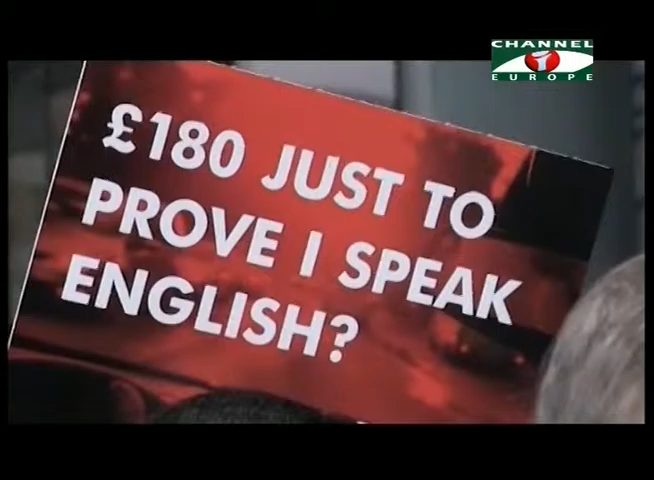 CHANNEL
i
EUROPE
£180 JUST TO
PROVE I SPEAK
ENGLISH?